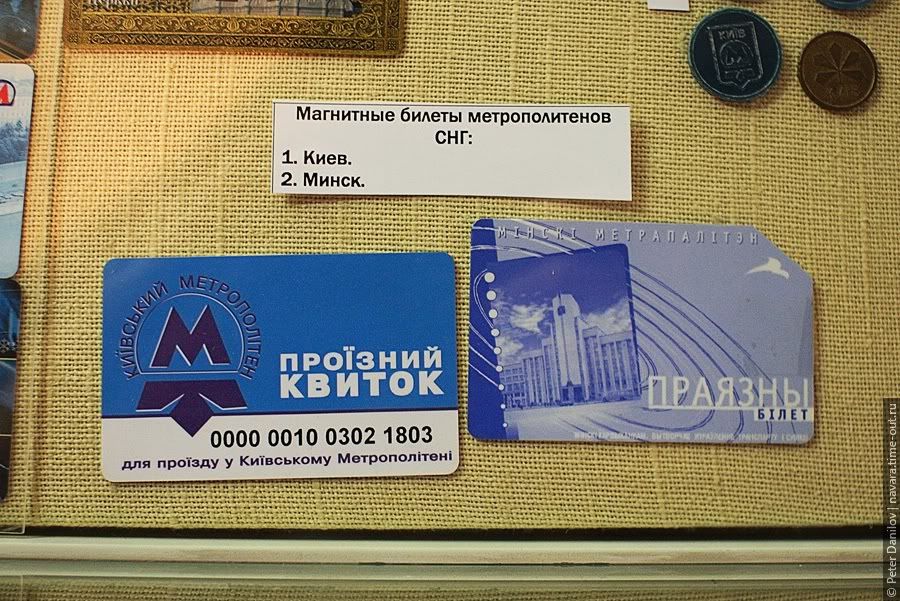 КИЇВ
Магнитные билеты метрополитенов
СНГ:
1. Киев.
2. Минск.
КИЇВСЬКИЙ МЕТРОПОЛІТЕН
М
ПРОЇЗНИЙ
КВИТОК
0000 0010 0302 1803
для проїзду у Київському Метрополітені
МІНСКІ МЕТРАПАЛІТЭН
ПРАЯЗНЫ
БІЛЕТ
© Peter Danilov | navara.time-out.ru